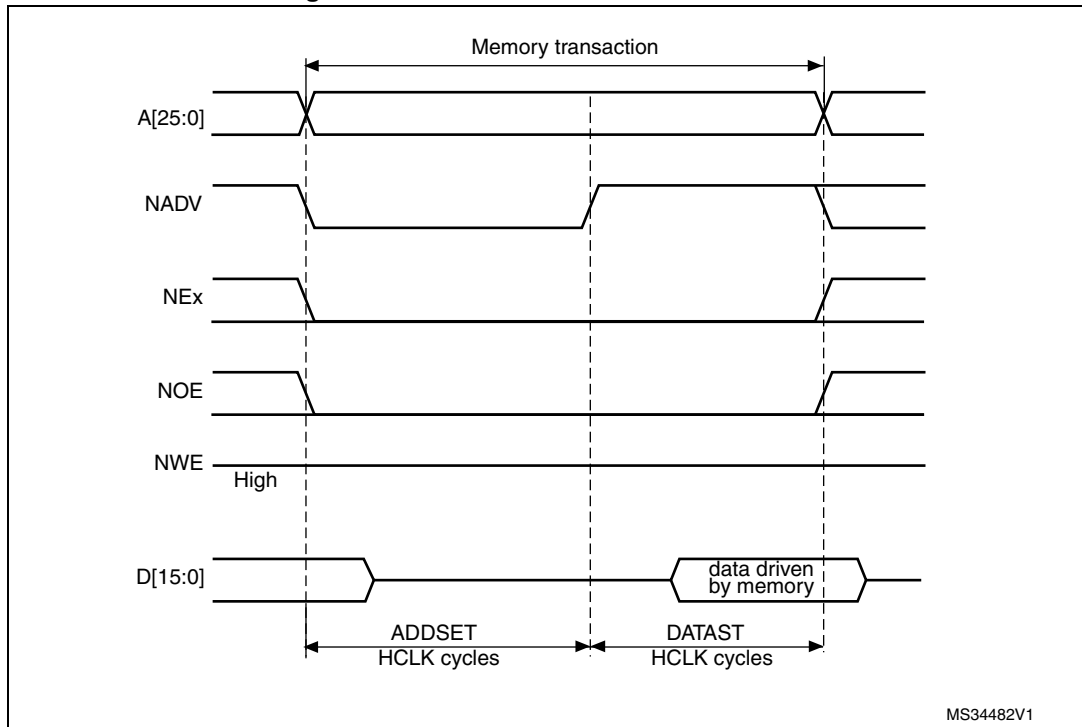 Memory transaction
A[25:0]
NADV
NEx
NOE
NWE
High
D[15:0]
data driven
by memory
ADDSET
HCLK cycles
DATAST
HCLK cycles
MS34482V1